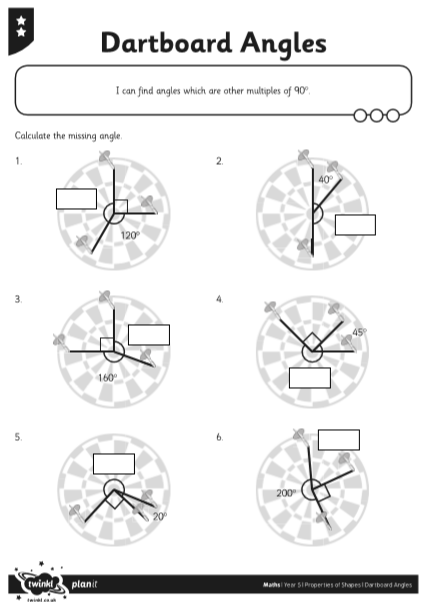 Dartboard Angles
I can find angles which are other multiples of 90°.
Calculate the missing angle.
1.
120°
2.
40°
3.
160°
4.
45°
5.
20°
6.
200°
twinkl
planit
Maths | Year 5 | Properties of Shapes | Dartboard Angles
twinkl.co.uk